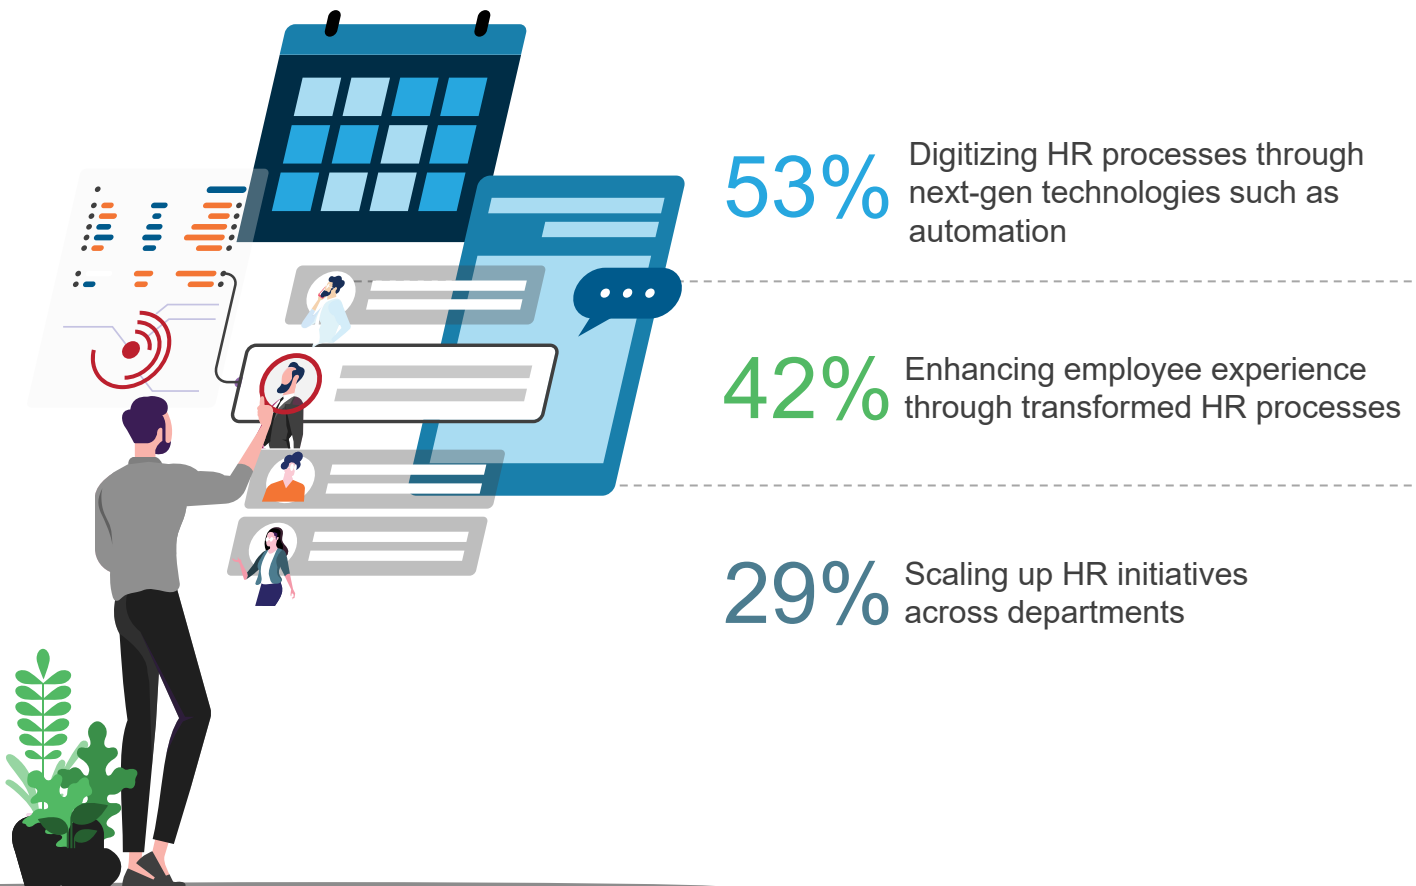 53%
Digitizing HR processes through
next-gen technologies such as
automation
42%
Enhancing employee experience
through transformed HR processes
29%
Scaling up HR initiatives
across departments